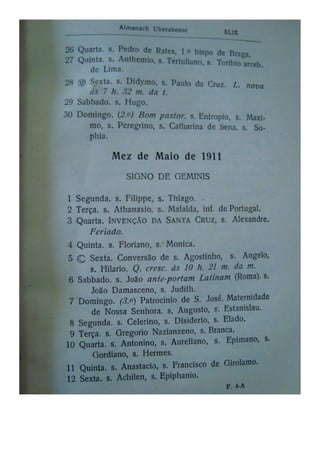 Almanach Uberabense XLIX
26 Quarta. s. Pedro de Rates, 1.º bispo de Braga.
27 Quinta. s. Anthemio, s. Tertuliano, s. Toribio arceb.
de Lima.
28 Sexta. s. Didymo, s. Paulo da Cruz. L. nova
ás 7 h. 32 m. da t.
29 Sabbado. s. Hugo.
30 Domingo. (2.º) Bom pastor. s. Entropio, s. Maxi-
mo, s. Peregrino, s. Catharina de Sena, s. So-
phia.
Mez de Maio de 1911
SIGNO DE GEMINIS
1 Segunda. s. Filippe, s. Thiago.
2 Terça. s. Athanasio, s. Mafalda, inf. de Portugal.
3 Quarta. INVENÇÃO DA SANTA CRUZ, s. Alexandre.
Feriado.
4 Quinta. s. Floriano, s. Monica.
5 Sexta. Conversão de s. Agostinho, s. Angelo,
s. Hilario. Q. cresc. ás 10 h. 21 m. da m.
6 Sabbado. s. João ante-portam Latinam (Roma). s.
João Damasceno, s. Judith.
7 Domingo. (3.º) Patrocinio de S. José. Maternidade
de Nossa Senhora. s. Augusto, s. Estanislau.
8 Segunda. s. Celerino, s. Disiderio, s. Elado.
9 Terça. s. Gregorio Nazianzeno, s. Branca.
10 Quarta. s. Antonino, s. Aureliano, s. Epimano, s.
Gordiano, s. Hermes.
11 Quinta. s. Anastacio, s. Francisco de Girolamo.
12 Sexta. s. Achilen, s. Epiphanio.
P. 4-A